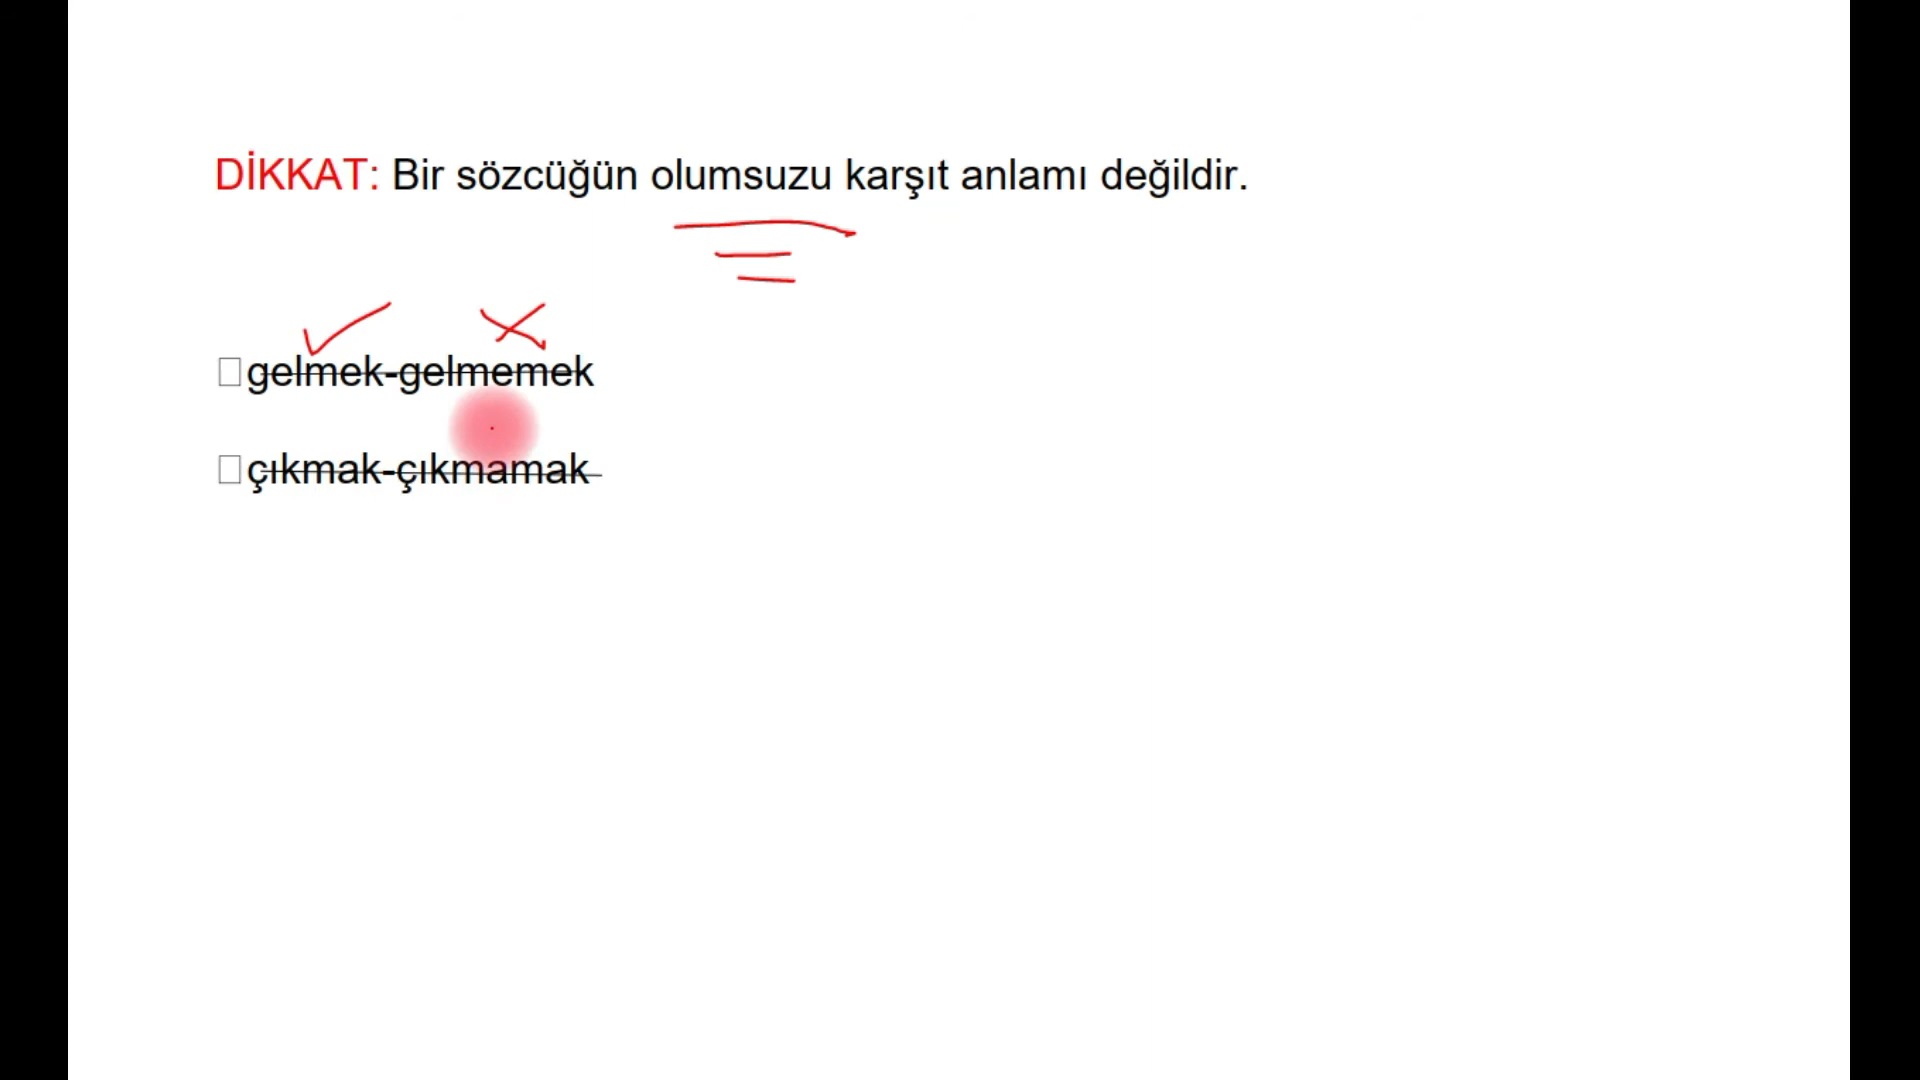 DİKKAT: Bir sözcüğün olumsuzu karşıt anlamı değildir.
gelmek-gelmemek
çıkmak-çıkmamak